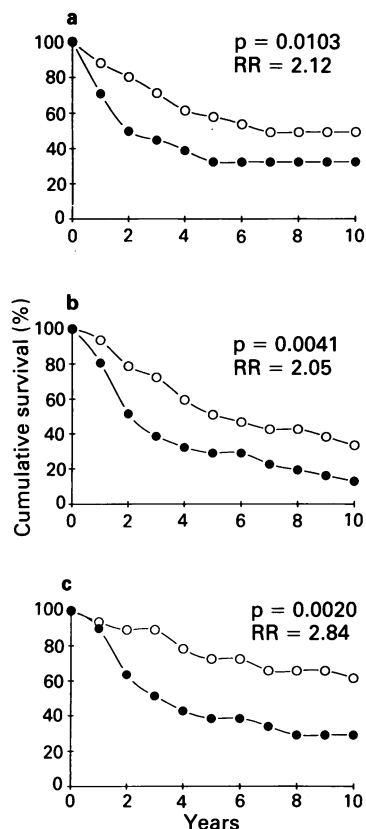 a
p = 0.0103
RR = 2.12
100
80
60
40
20
0
0 2 4 6 8 10
Cumulative survival (%)
b
p = 0.0041
RR = 2.05
100
80
60
40
20
0
0 2 4 6 8 10
c
p = 0.0020
RR = 2.84
100
80
60
40
20
0
0 2 4 6 8 10
Years